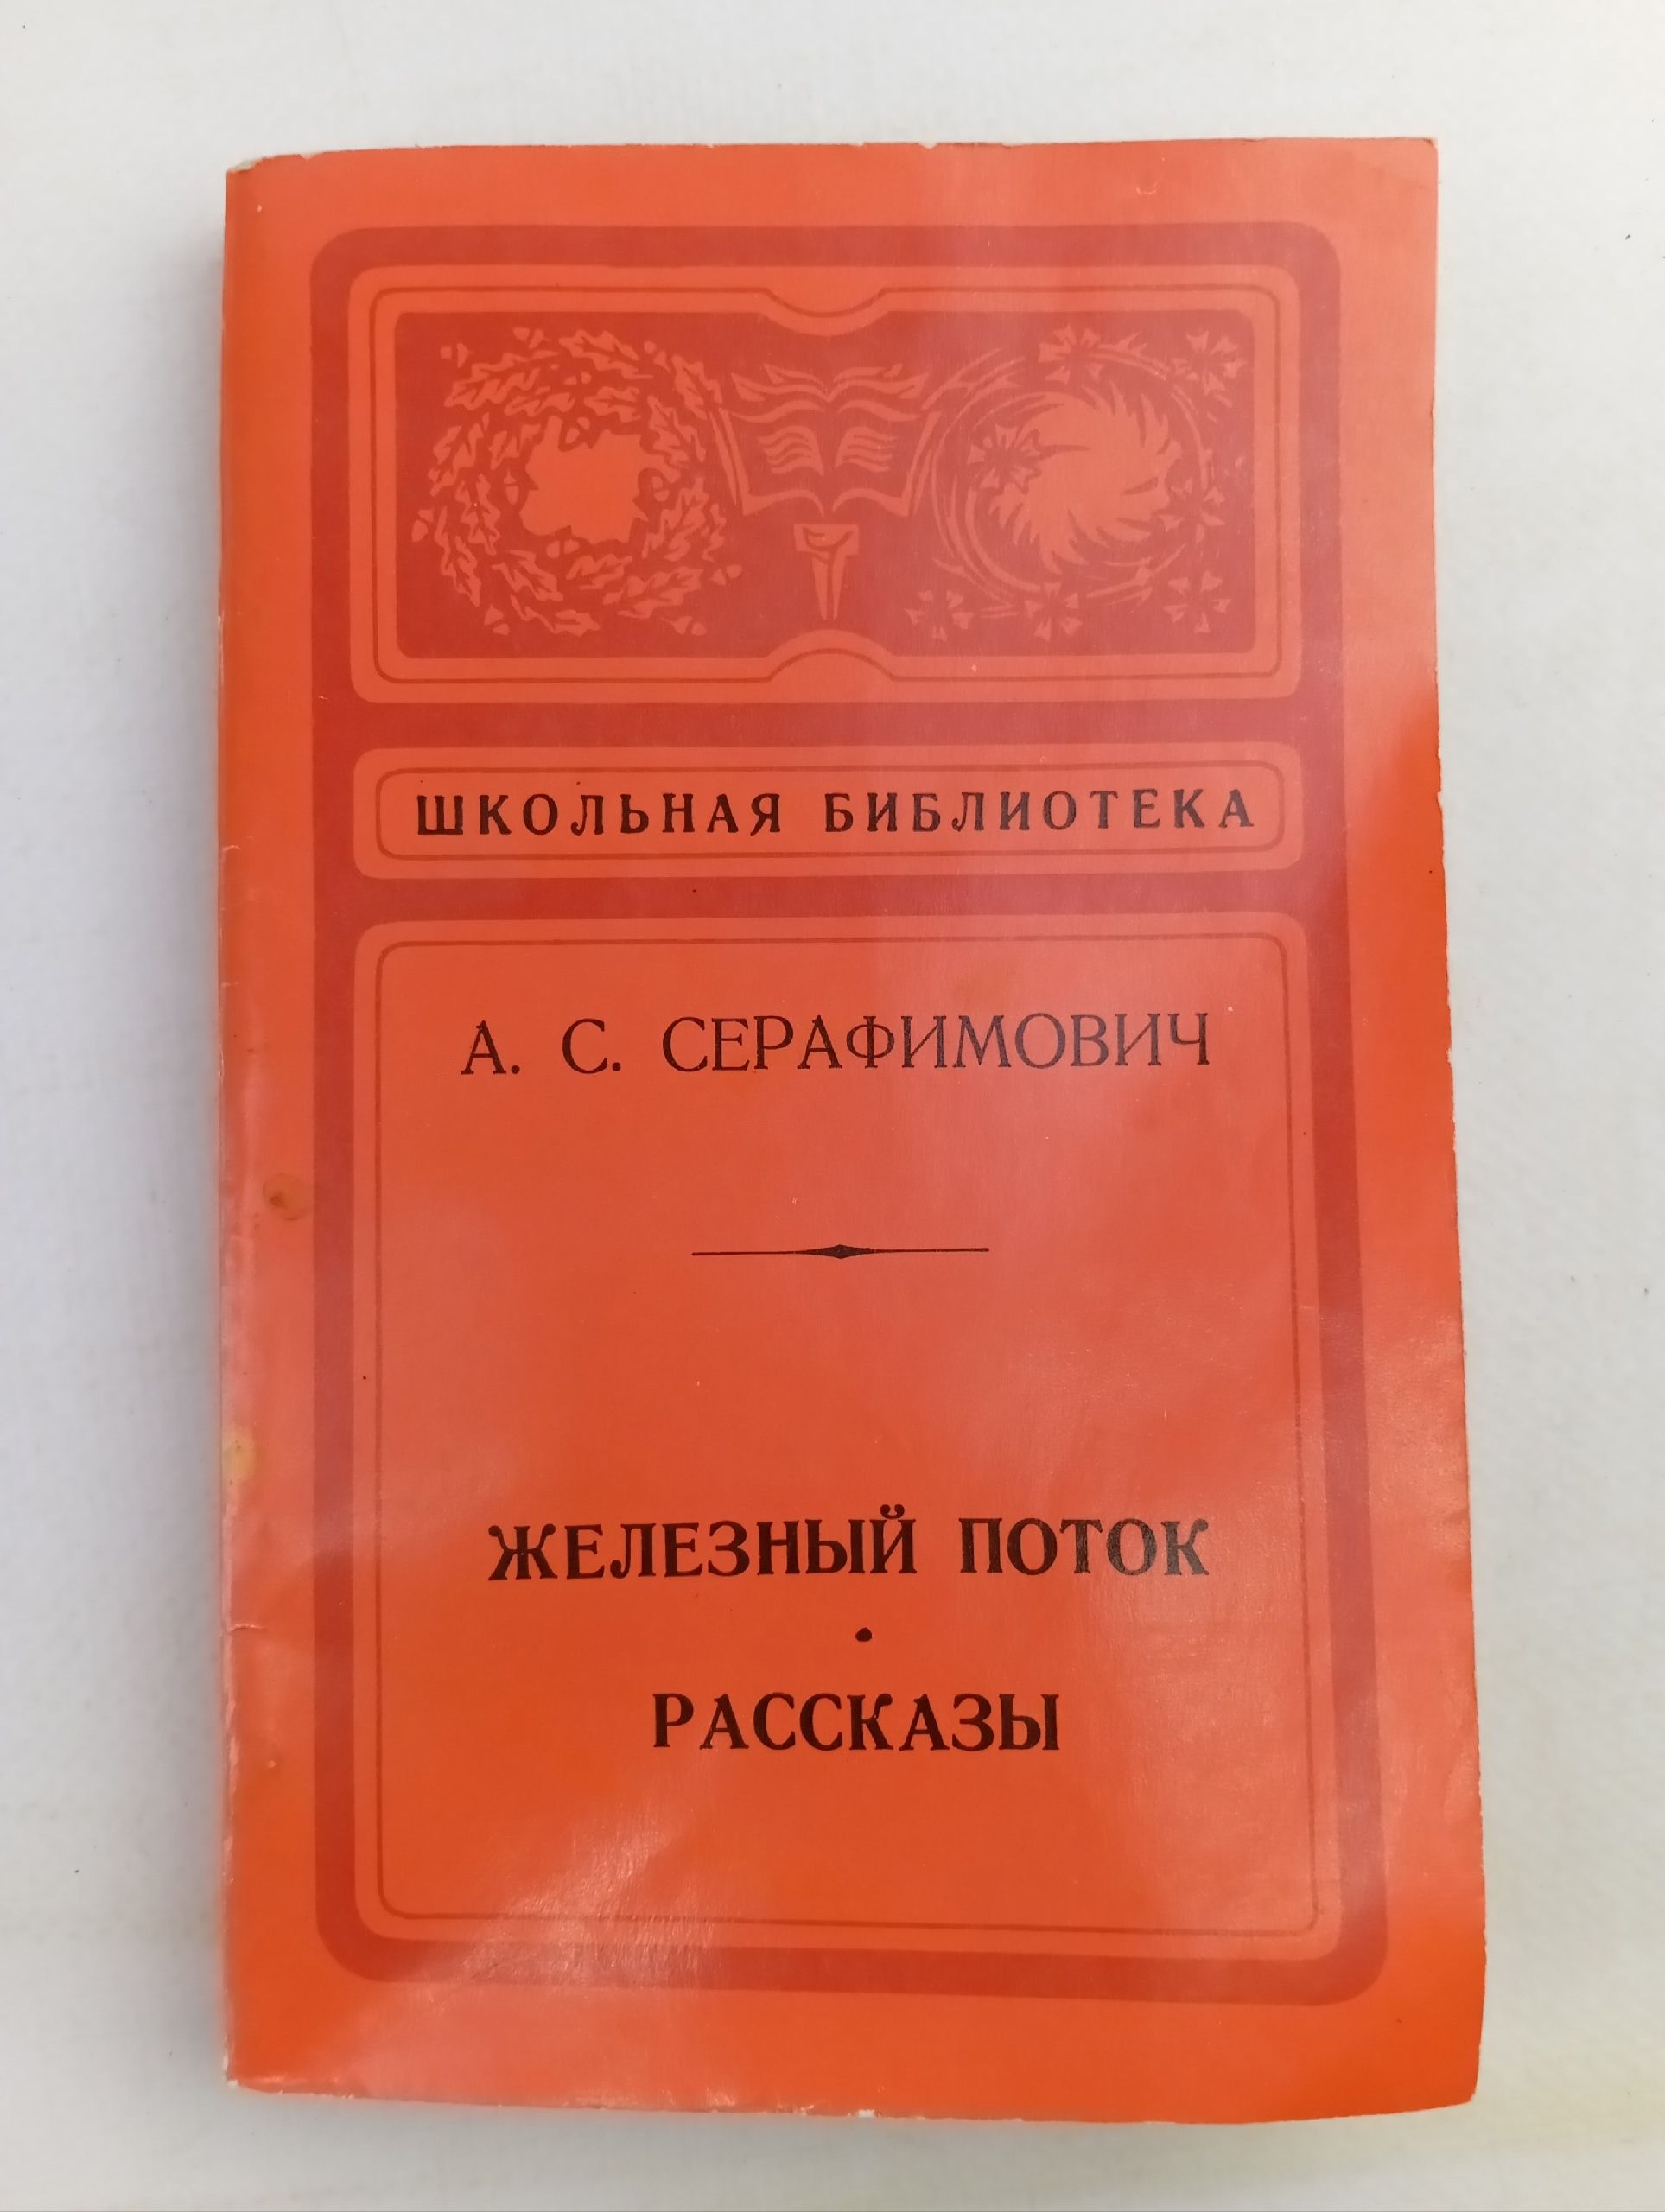 ШКОЛЬНАЯ БИБЛИОТЕКА
А. С. СЕРАФИМОВИЧ
ЖЕЛЕЗНЫЙ ПОТОК
•
РАССКАЗЫ